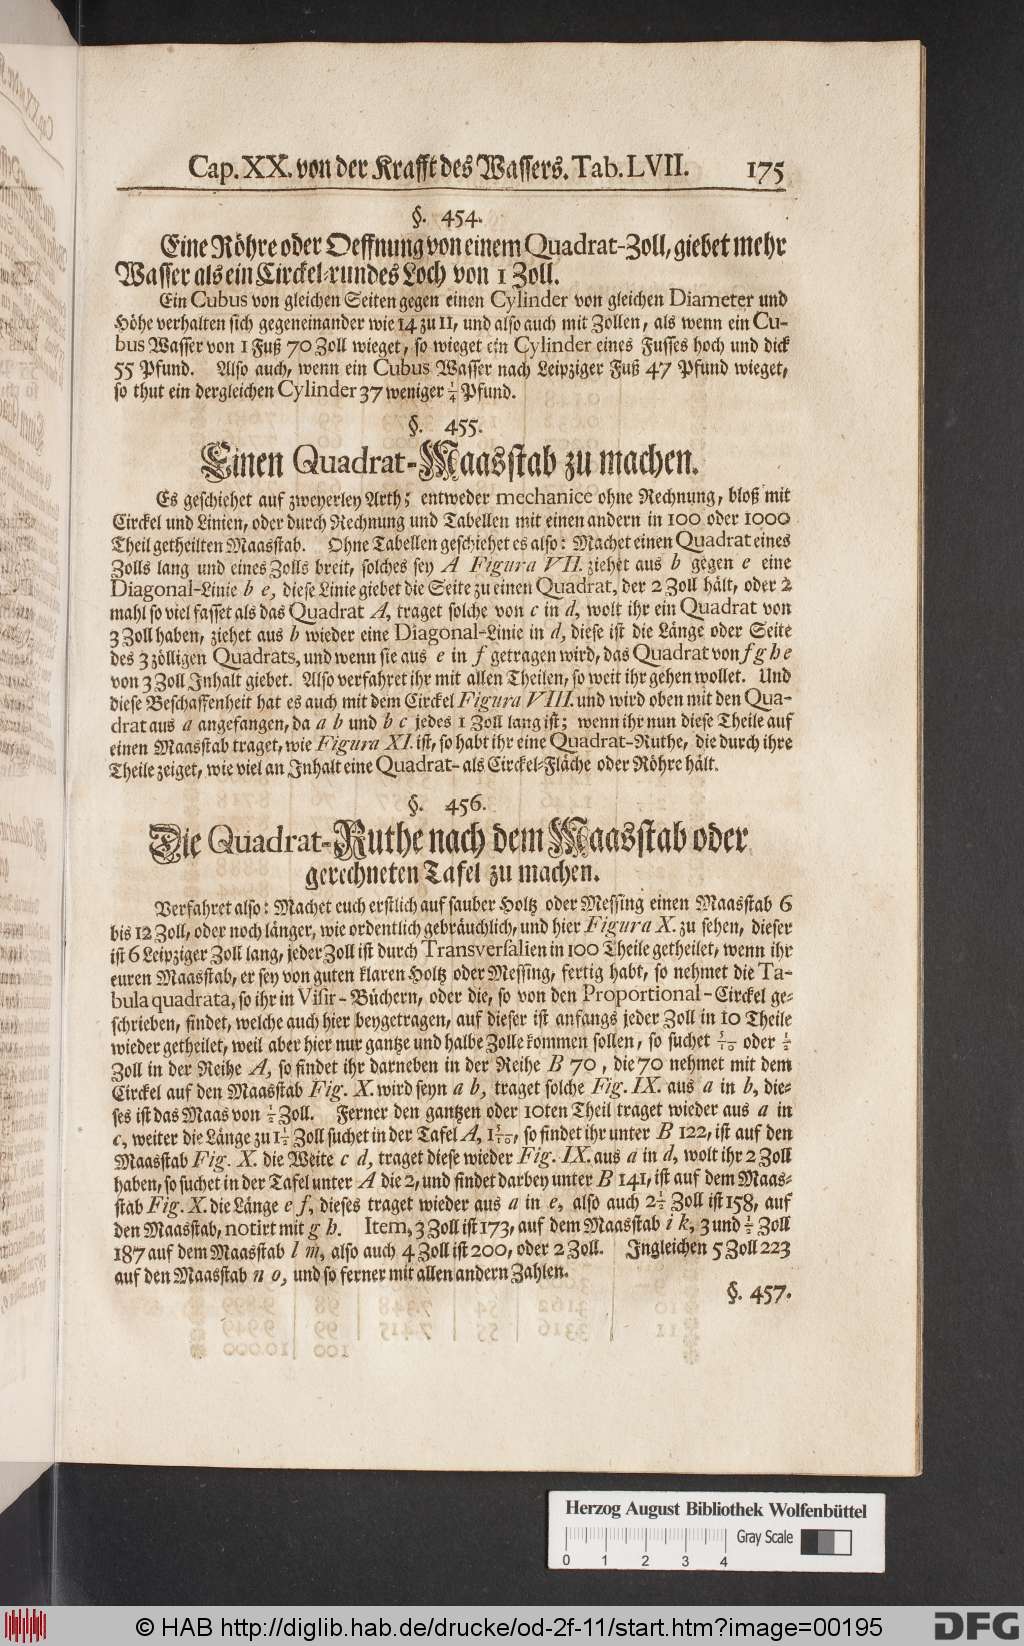 Cap. XX. von der Krafft des Wassers. Tab. LVII. 175
§. 454.
Eine Röhre oder Oeffnung von einem Quadrat-Zoll, giebet mehr
Wasser als ein Circkel-rundes Loch von 1 Zoll.
Ein Cubus von gleichen Seiten gegen einen Cylinder von gleichen Diameter und
Höhe verhalten sich gegeneinander wie 14 zu 11, und also auch mit Zollen, als wenn ein Cu-
bus Wasser von 1 Fuß 70 Zoll wieget, so wieget ein Cylinder eines Fusses hoch und dick
55 Pfund. Also auch, wenn ein Cubus Wasser nach Leipziger Fuß 47 Pfund wieget,
so thut ein dergleichen Cylinder 37 weniger 1/4 Pfund.
§. 455.
Einen Quadrat-Maasstab zu machen.
Es geschiehet auf zweyerley Arth; entweder mechanice ohne Rechnung, bloß mit
Circkel und Linien, oder durch Rechnung und Tabellen mit einen andern in 100 oder 1000
Theil getheilten Maasstab. Ohne Tabellen geschiehet es also: Machet einen Quadrat eines
Zolls lang und eines Zolls breit, solches sey A Figura VII. ziehet aus b gegen e eine
Diagonal-Linie b e, diese Linie giebet die Seite zu einen Quadrat, der 2 Zoll hält, oder 2
mahl so viel fasset als das Quadrat A, traget solche von c in d, wolt ihr ein Quadrat von
3 Zoll haben, ziehet aus b wieder eine Diagonal-Linie in d, diese ist die Länge oder Seite
des 3 zölligen Quadrats, und wenn sie aus e in f getragen wird, das Quadrat von f g h e
von 3 Zoll Inhalt giebet. Also verfahret ihr mit allen Theilen, so weit ihr gehen wollet. Und
diese Beschaffenheit hat es auch mit dem Circkel Figura VIII. und wird oben mit den Qua-
drat aus a angefangen, da a b und b c jedes 1 Zoll lang ist; wenn ihr nun diese Theile auf
einen Maasstab traget, wie Figura XI. ist, so habt ihr eine Quadrat-Ruthe, die durch ihre
Theile zeiget, wie viel an Inhalt eine Quadrat- als Circkel-Fläche oder Röhre hält.
§. 456.
Die Quadrat-Ruthe nach dem Maasstab oder
gerechneten Tafel zu machen.
Verfahret also: Machet euch erstlich auf sauber Holtz oder Messing einen Maasstab 6
bis 12 Zoll, oder noch länger, wie ordentlich gebräuchlich, und hier Figura X. zu sehen, dieser
ist 6 Leipziger Zoll lang, jeder Zoll ist durch Transversalien in 100 Theile getheilet, wenn ihr
euren Maasstab, er sey von guten klaren Holtz oder Messing, fertig habt, so nehmet die Ta-
bula quadrata, so ihr in Visir-Büchern, oder die, so von den Proportional-Circkel ge-
schrieben, findet, welche auch hier beygetragen, auf dieser ist anfangs jeder Zoll in 10 Theile
wieder getheilet, weil aber hier nur gantze und halbe Zolle kommen sollen, so suchet 5/10 oder 1/2
Zoll in der Reihe A, so findet ihr darneben in der Reihe B 70, die 70 nehmet mit dem
Circkel auf den Maasstab Fig. X. wird seyn a b, traget solche Fig. IX. aus a in b, die-
ses ist das Maas von 1/2 Zoll. Ferner den gantzen oder 10ten Theil traget wieder aus a in
c, weiter die Länge zu 1 1/2 Zoll suchet in der Tafel A, 1 5/10, so findet ihr unter B 122, ist auf den
Maasstab Fig. X. die Weite c d, traget diese wieder Fig. IX. aus a in d, wolt ihr 2 Zoll
haben, so suchet in der Tafel unter A die 2, und findet darbey unter B 141, ist auf dem Maas-
stab Fig. X. die Länge e f, dieses traget wieder aus a in e, also auch 2 1/2 Zoll ist 158, auf
den Maasstab, notirt mit g h. Item, 3 Zoll ist 173, auf dem Maasstab i k, 3 und 1/2 Zoll
187 auf dem Maasstab l m, also auch 4 Zoll ist 200, oder 2 Zoll. Ingleichen 5 Zoll 223
auf den Maasstab n o, und so ferner mit allen andern Zahlen.
§. 457.
Herzog August Bibliothek Wolfenbüttel
Gray Scale
0 1 2 3 4
© HAB http://diglib.hab.de/drucke/od-2f-11/start.htm?image=00195
DFG